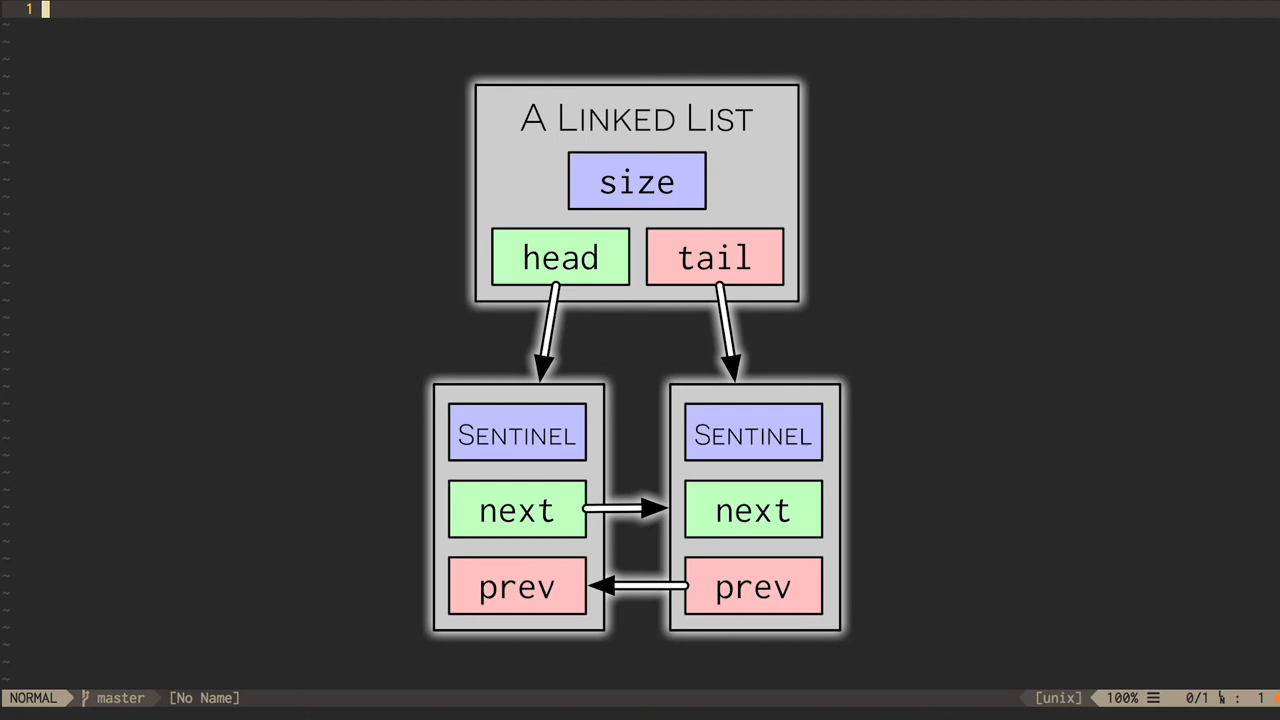 1
A LINKED LIST
size
head tail
SENTINEL SENTINEL
next next
prev prev
NORMAL master [No Name] [unix] 100% ☰ 0/1 ㏑ : 1